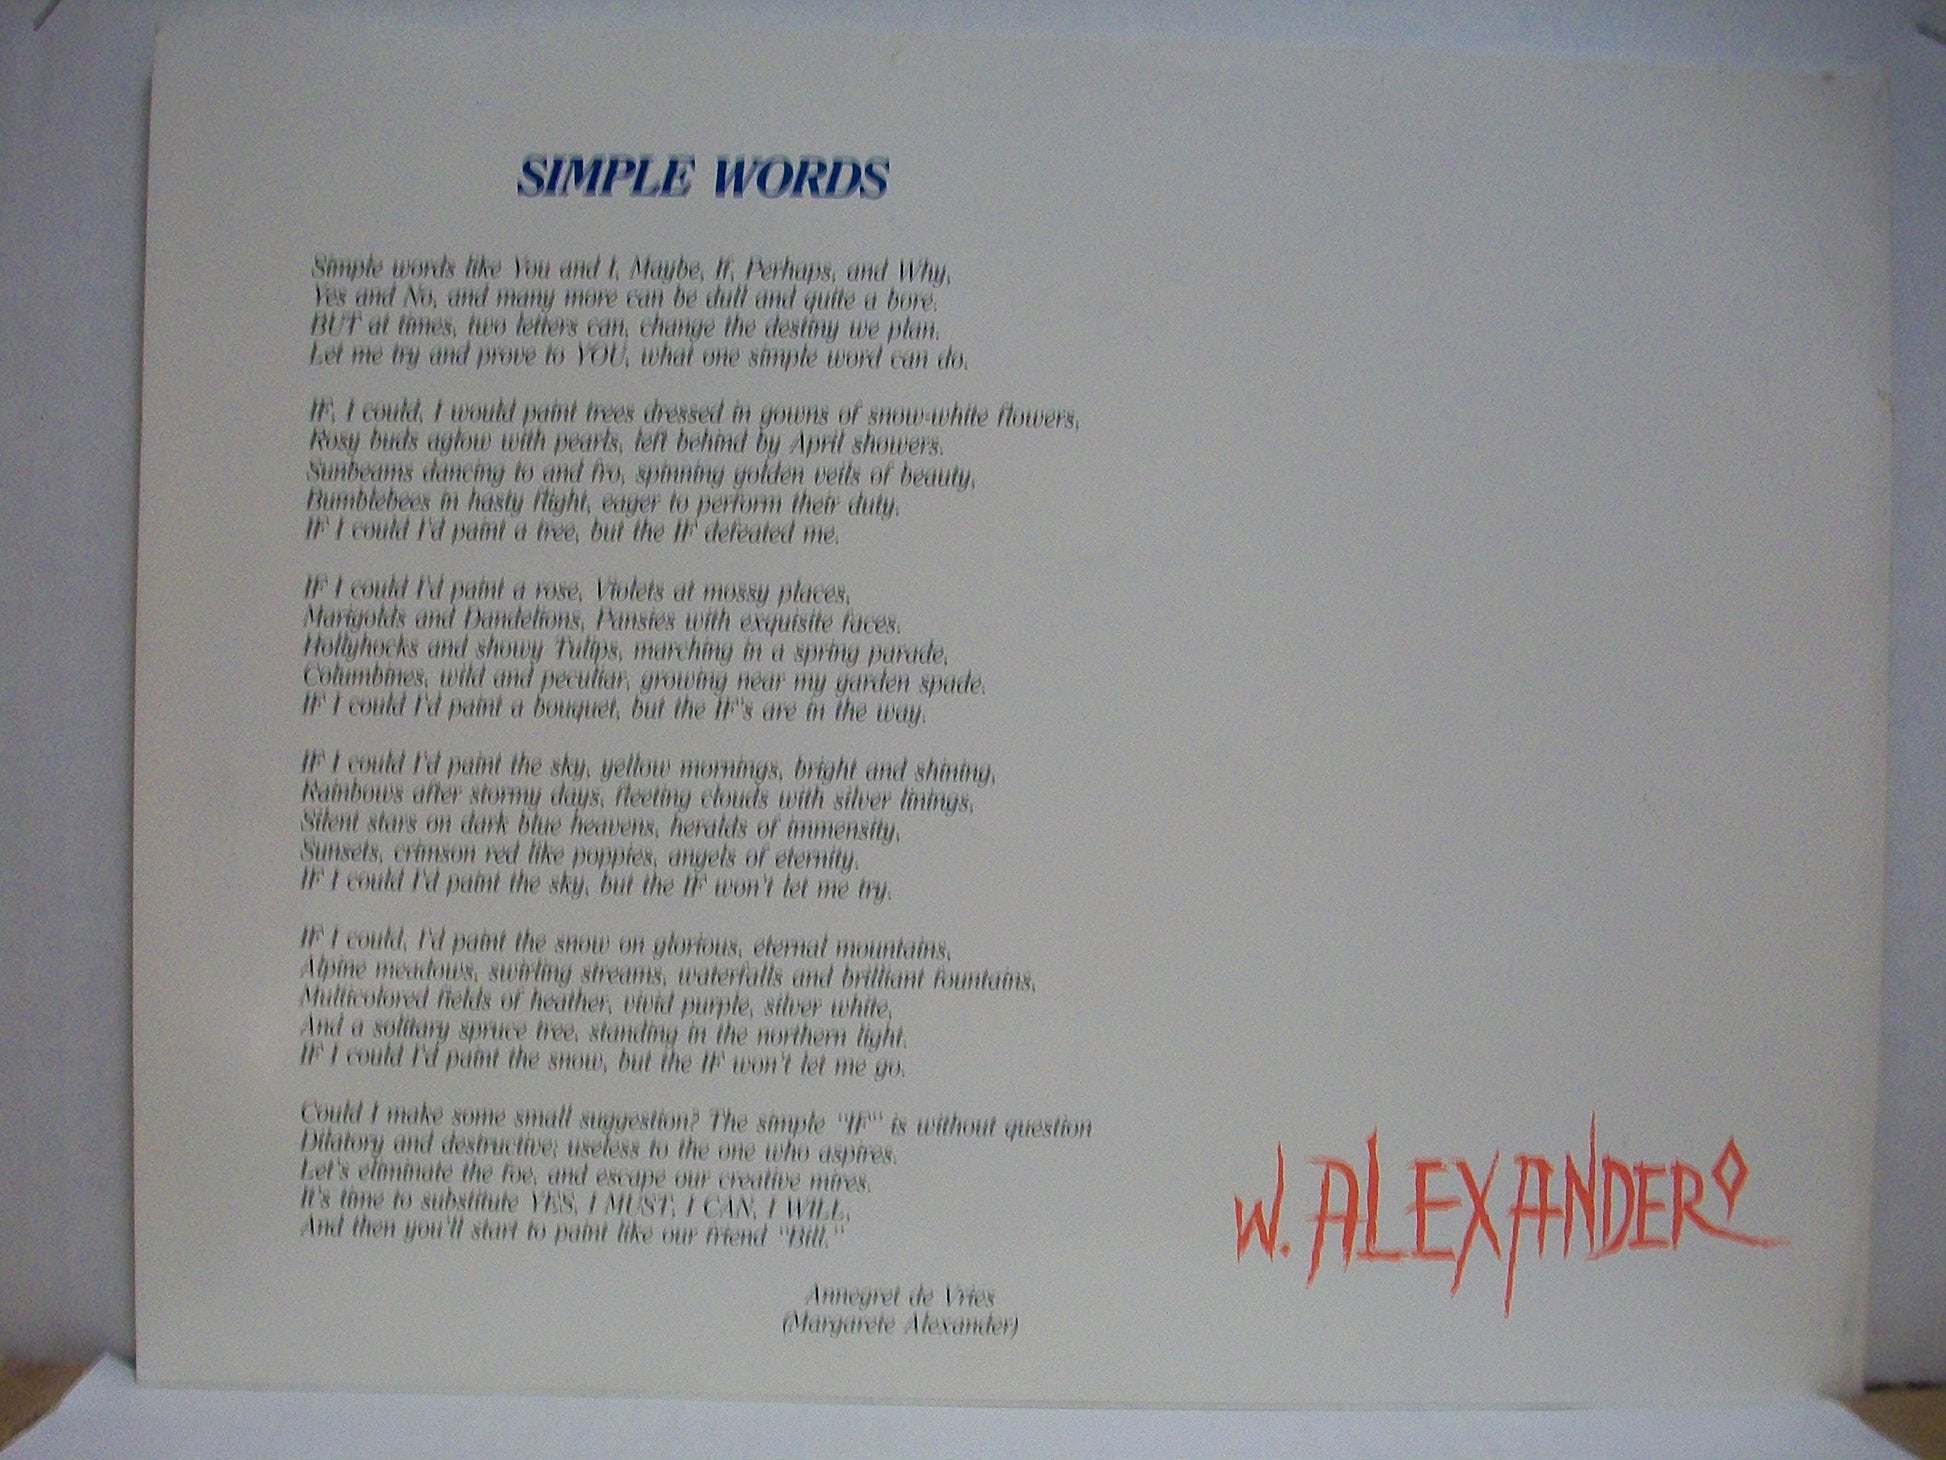 SIMPLE WORDS
Simple words like You and I, Maybe, If, Perhaps, and Why,
Yes and No, and many more can be dull and quite a bore.
BUT at times, two letters can, change the destiny we plan.
Let me try and prove to YOU, what one simple word can do.
IF, I could, I would paint trees dressed in gowns of snow-white flowers,
Rosy buds aglow with pearls, left behind by April showers.
Sunbeams dancing to and fro, spinning golden veils of beauty,
Bumblebees in hasty flight, eager to perform their duty.
IF I could I'd paint a tree, but the IF defeated me.
IF I could I'd paint a rose, Violets at mossy places,
Marigolds and Dandelions, Pansies with exquisite faces.
Hollyhocks and showy Tulips, marching in a spring parade,
Columbines, wild and peculiar, growing near my garden spade.
IF I could I'd paint a bouquet, but the IF"s are in the way.
IF I could I'd paint the sky, yellow mornings, bright and shining,
Rainbows after stormy days, fleeting clouds with silver linings,
Silent stars on dark blue heavens, heralds of immensity,
Sunsets, crimson red like poppies, angels of eternity.
IF I could I'd paint the sky, but the IF won't let me try.
IF I could, I'd paint the snow on glorious, eternal mountains,
Alpine meadows, swirling streams, waterfalls and brilliant fountains,
Multicolored fields of heather, vivid purple, silver white,
And a solitary spruce tree, standing in the northern light.
IF I could I'd paint the snow, but the IF won't let me go.
Could I make some small suggestion? The simple "IF" is without question
Dilatory and destructive; useless to the one who aspires.
Let's eliminate the foe, and escape our creative mires.
It's time to substitute YES, I MUST, I CAN, I WILL,
And then you'll start to paint like our friend "Bill."
Annegret de Vries
(Margarete Alexander)
W. ALEXANDER